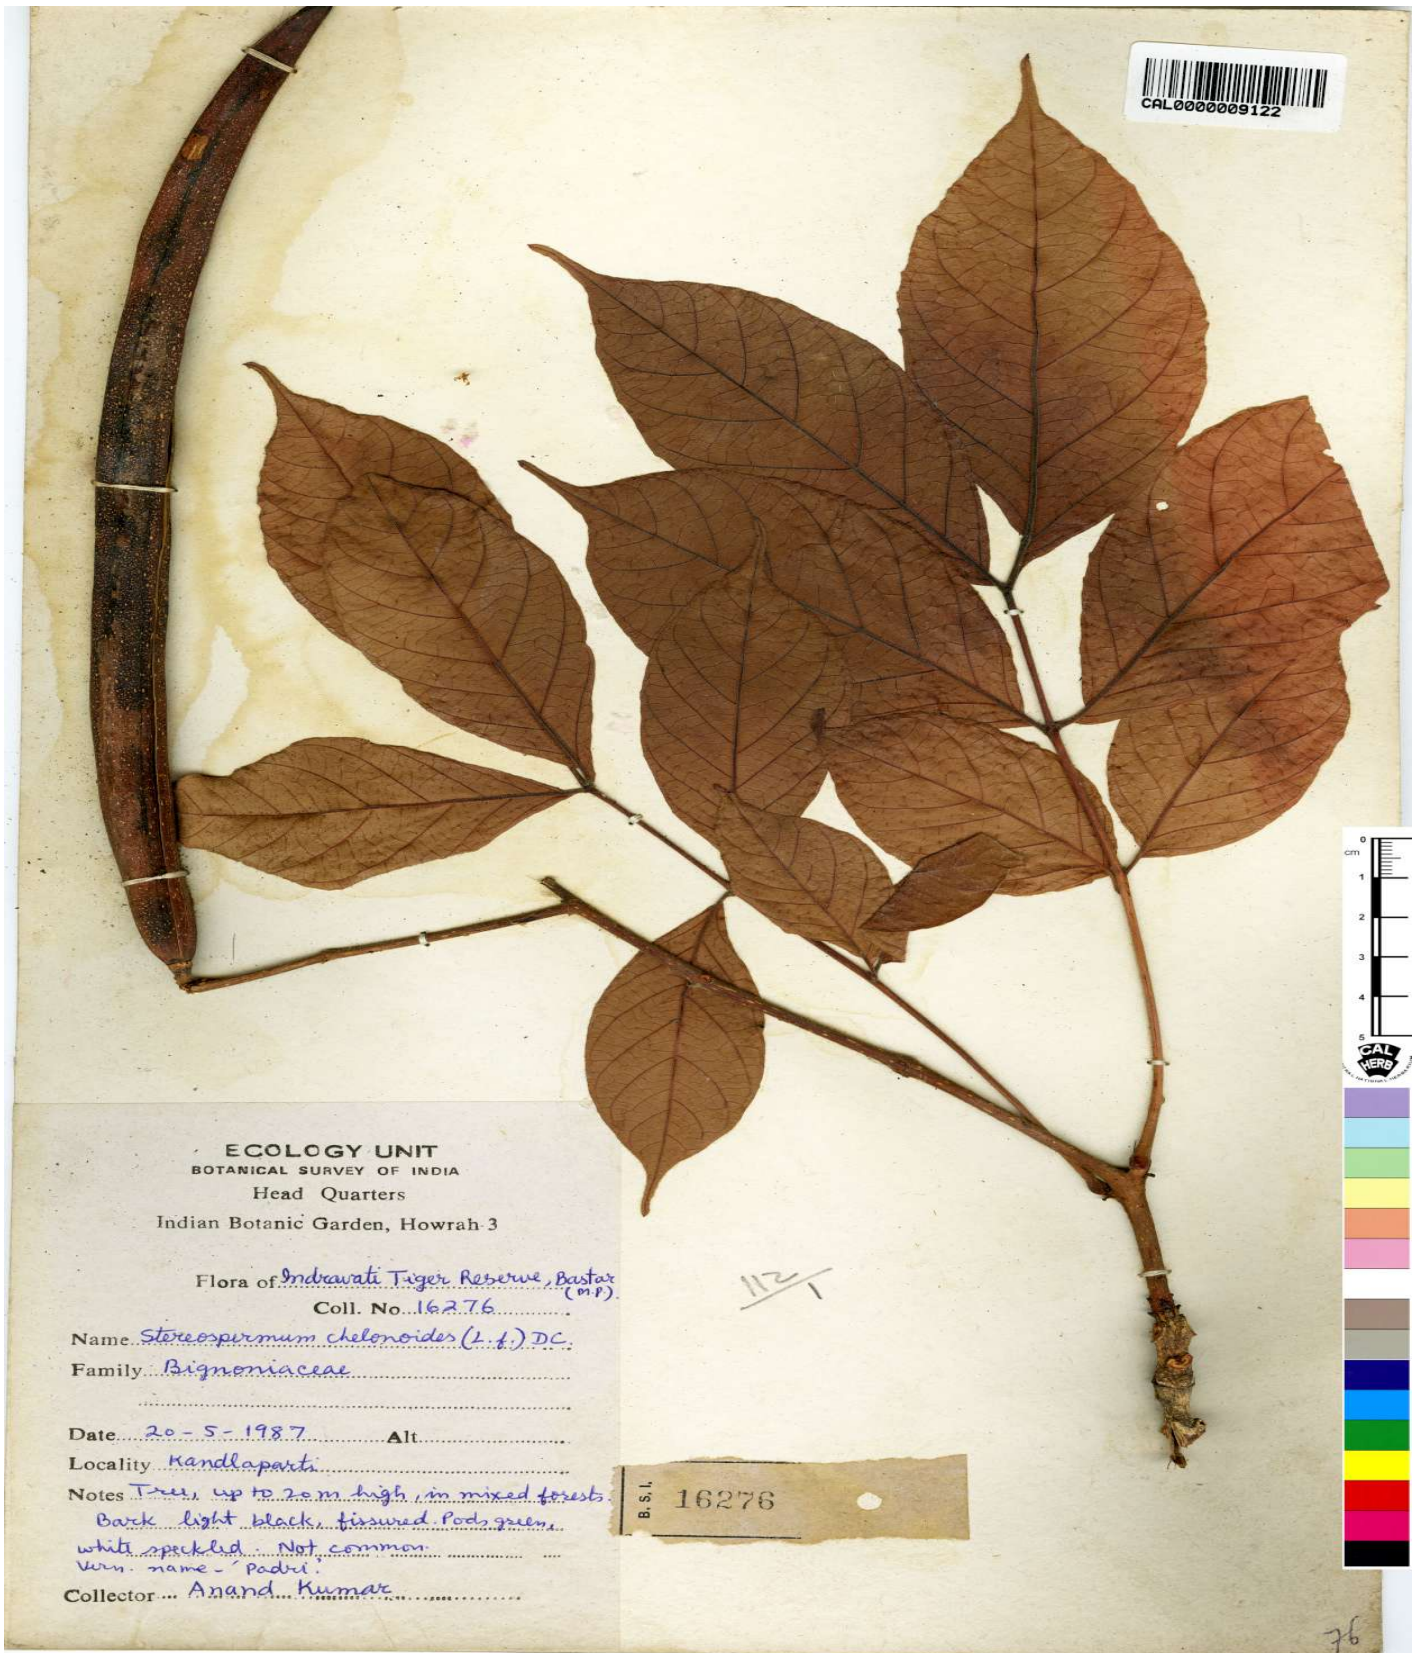 CAL0000009122
cm
0
1
2
3
4
5
CAL
HERB
ECOLOGY UNIT
BOTANICAL SURVEY OF INDIA
Head Quarters
Indian Botanic Garden, Howrah-3
Flora of Indravati Tiger Reserve, Bastar
(M.P.)
Coll. No. 16276
Name Stereospermum chelonoides (L.f.) DC.
Family Bignoniaceae
Date 20-5-1987 Alt
Locality Kandlaparti
Notes Tree, up to 20m high, in mixed forests.
Bark light black, fissured. Pods green,
white speckled. Not common.
Vern. name - 'Padri'.
Collector Anand Kumar
112/1
B.S.I.
16276
76